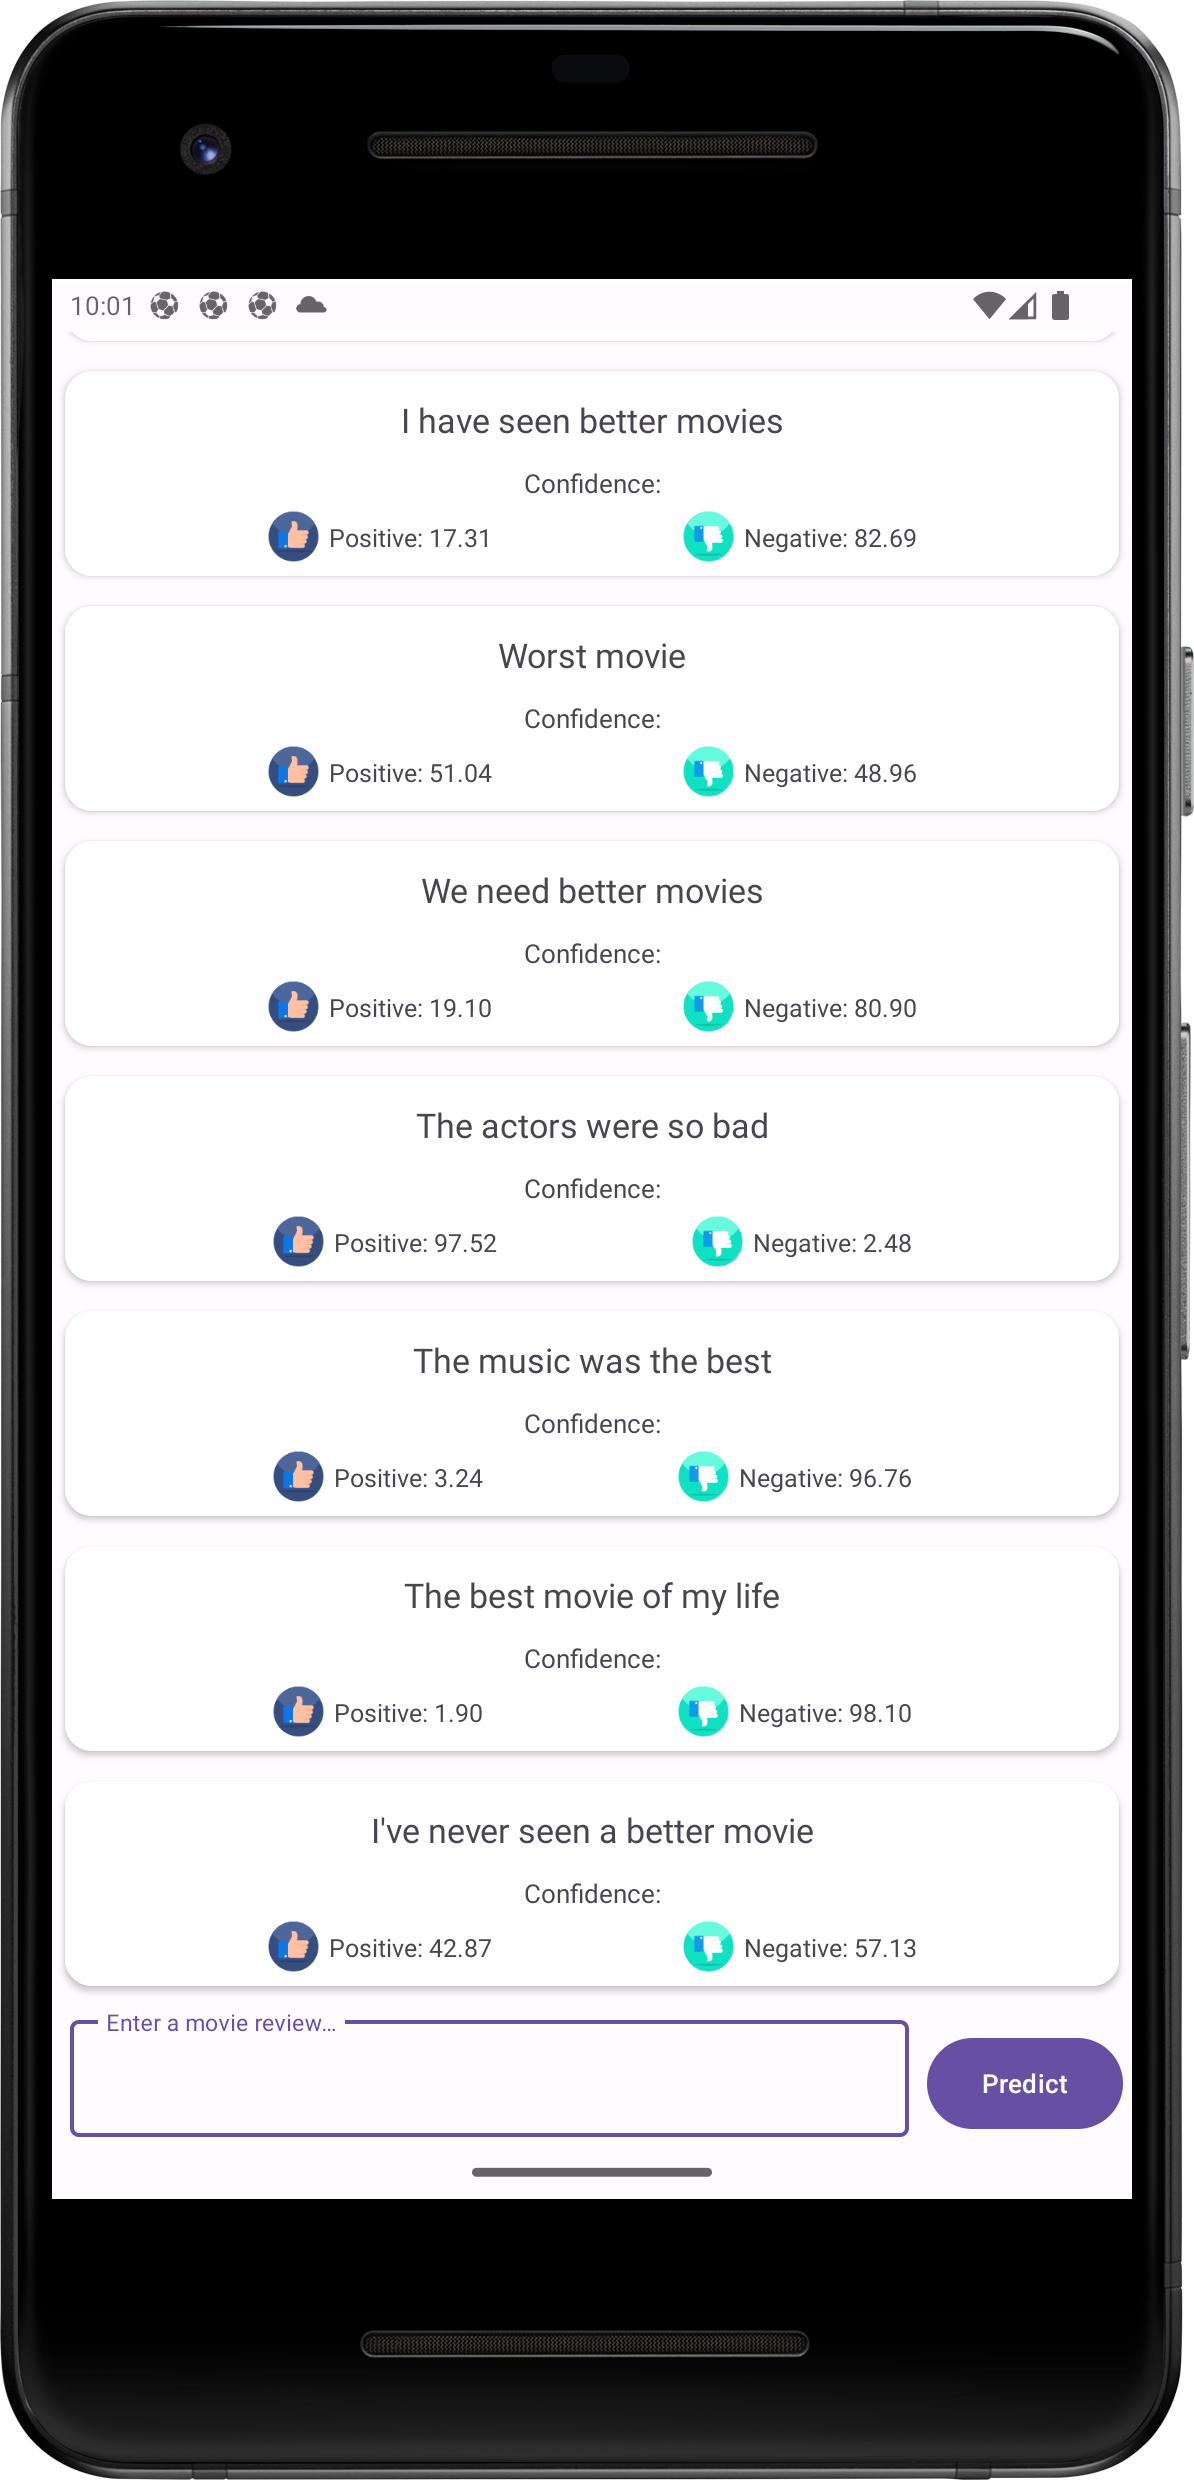 10:01
I have seen better movies
Confidence:
Positive: 17.31 Negative: 82.69
Worst movie
Confidence:
Positive: 51.04 Negative: 48.96
We need better movies
Confidence:
Positive: 19.10 Negative: 80.90
The actors were so bad
Confidence:
Positive: 97.52 Negative: 2.48
The music was the best
Confidence:
Positive: 3.24 Negative: 96.76
The best movie of my life
Confidence:
Positive: 1.90 Negative: 98.10
I've never seen a better movie
Confidence:
Positive: 42.87 Negative: 57.13
Enter a movie review...
Predict